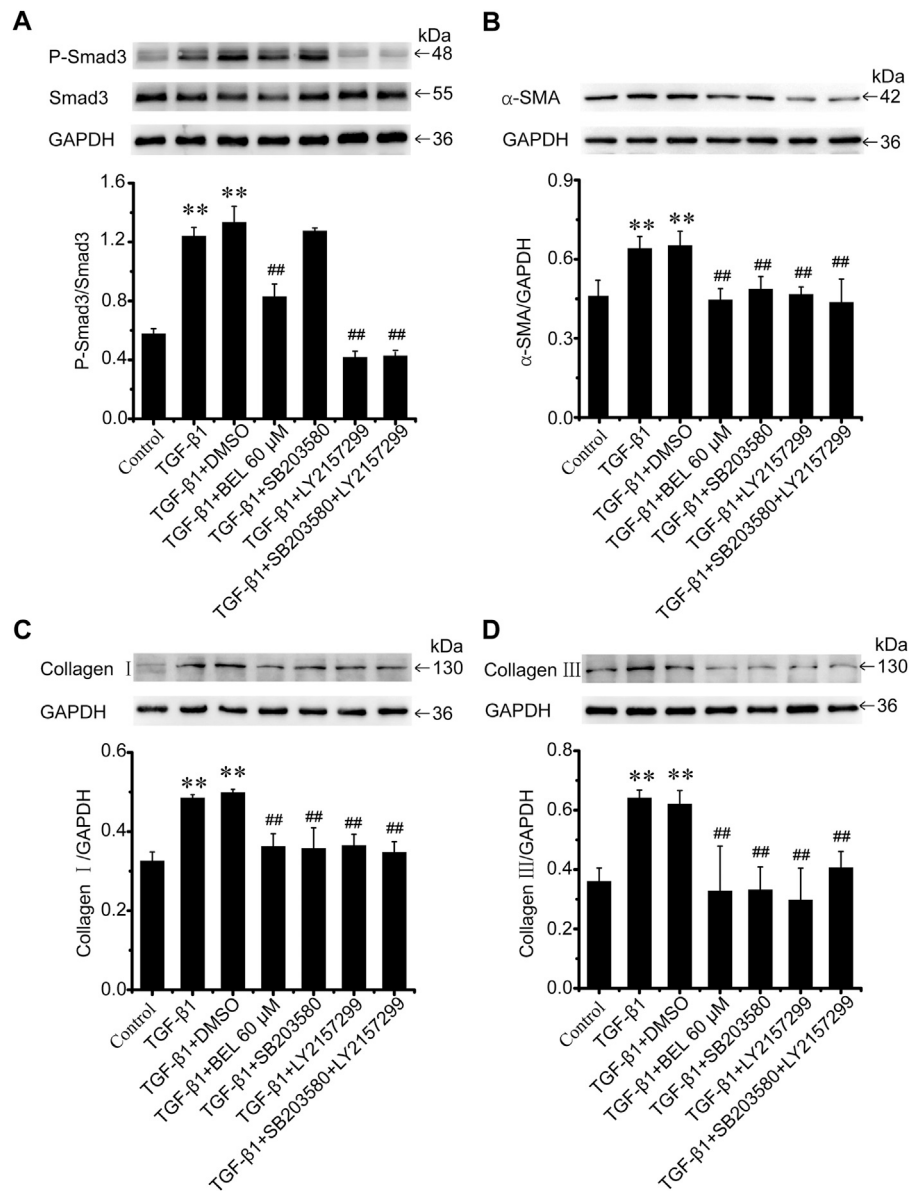 A
kDa
P-Smad3
←48
Smad3
←55
GAPDH
←36
P-Smad3/Smad3
1.6
1.2
0.8
0.4
0.0
**
**
##
##
##
Control
TGF-β1
TGF-β1+DMSO
TGF-β1+BEL 60 μM
TGF-β1+SB203580
TGF-β1+LY2157299
TGF-β1+SB203580+LY2157299
B
kDa
α-SMA
←42
GAPDH
←36
α-SMA/GAPDH
0.9
0.6
0.3
0.0
**
**
##
##
##
##
Control
TGF-β1
TGF-β1+DMSO
TGF-β1+BEL 60 μM
TGF-β1+SB203580
TGF-β1+LY2157299
TGF-β1+SB203580+LY2157299
C
kDa
Collagen Ⅰ
←130
GAPDH
←36
Collagen Ⅰ/GAPDH
0.6
0.4
0.2
0.0
**
**
##
##
##
##
Control
TGF-β1
TGF-β1+DMSO
TGF-β1+BEL 60 μM
TGF-β1+SB203580
TGF-β1+LY2157299
TGF-β1+SB203580+LY2157299
D
kDa
Collagen Ⅲ
←130
GAPDH
←36
Collagen Ⅲ/GAPDH
0.8
0.6
0.4
0.2
0.0
**
**
##
##
##
##
Control
TGF-β1
TGF-β1+DMSO
TGF-β1+BEL 60 μM
TGF-β1+SB203580
TGF-β1+LY2157299
TGF-β1+SB203580+LY2157299